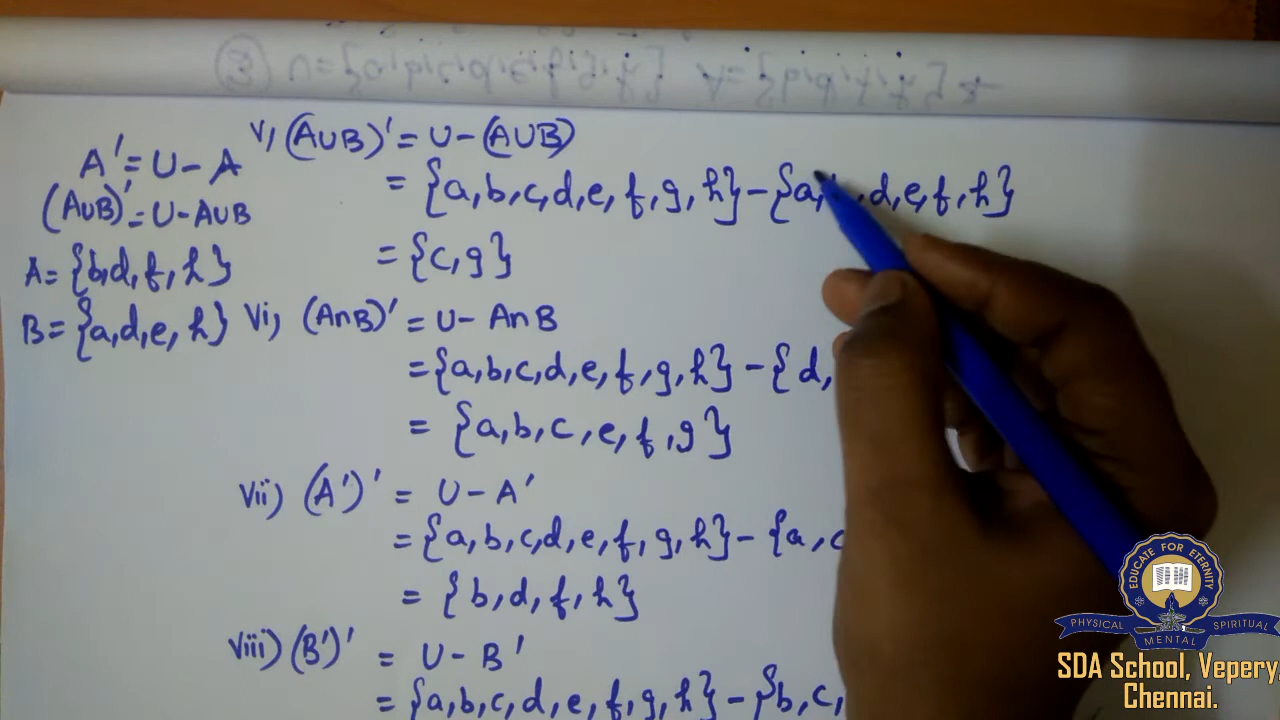 v, (A∪B)' = U - (A∪B)
A' = U - A
= {a,b,c,d,e,f,g,h} - {a, , d,e,f,h}
(A∪B)' = U - A∪B
= {c,g}
A = {b,d,f,h}
B = {a,d,e,h}
vi, (A∩B)' = U - A∩B
= {a,b,c,d,e,f,g,h} - {d,
= {a,b,c,e,f,g}
vii) (A')' = U - A'
= {a,b,c,d,e,f,g,h} - {a,c
= {b,d,f,h}
viii) (B')' = U - B'
= {a,b,c,d,e,f,g,h} - {b,c,
EDUCATE FOR ETERNITY
PHYSICAL MENTAL SPIRITUAL
SDA School, Vepery,
Chennai.